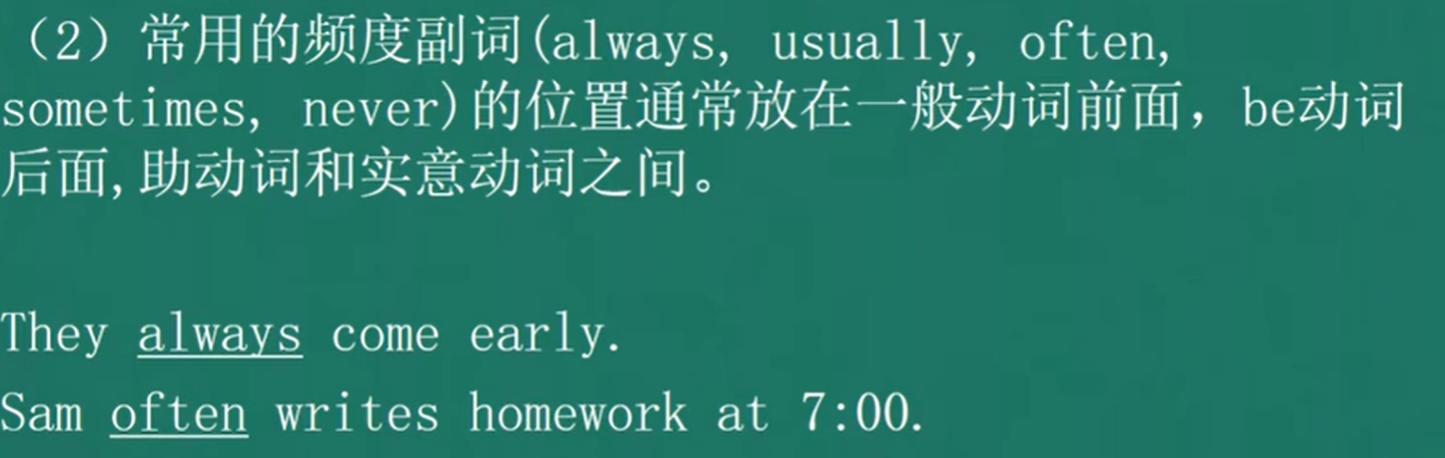 （2）常用的频度副词(always, usually, often,
sometimes, never)的位置通常放在一般动词前面，be动词
后面,助动词和实意动词之间。
They always come early.
Sam often writes homework at 7:00.